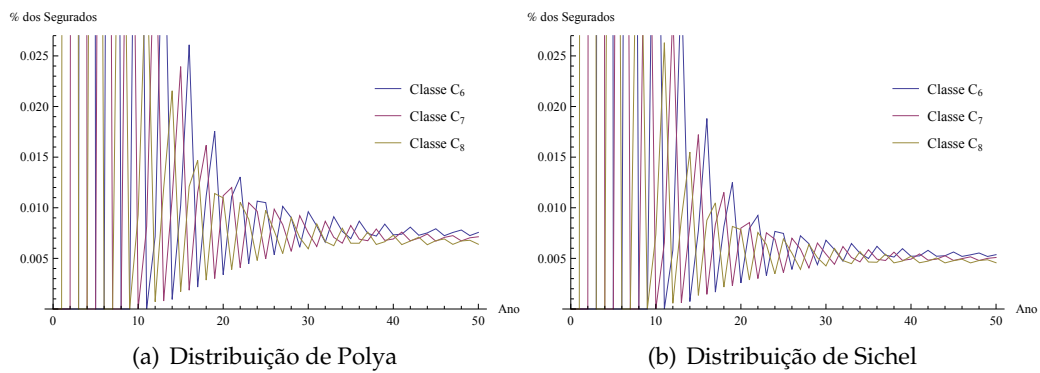 % dos Segurados
0.025
0.020
0.015
0.010
0.005
0 10 20 30 40 50
Ano
Classe C6
Classe C7
Classe C8
(a) Distribuição de Polya
% dos Segurados
0.025
0.020
0.015
0.010
0.005
0 10 20 30 40 50
Ano
Classe C6
Classe C7
Classe C8
(b) Distribuição de Sichel